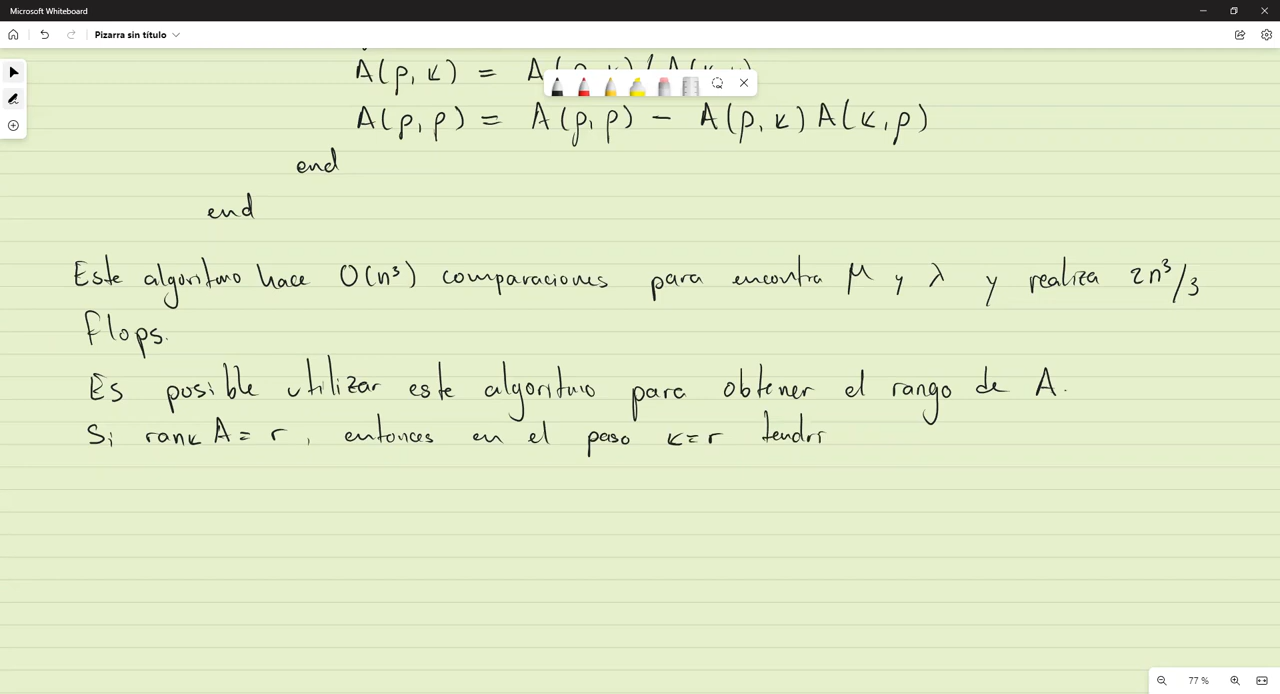 Microsoft Whiteboard
Pizarra sin título
A(p, k) = A(p, k) / A(k, k)
A(p, p) = A(p, p) - A(p, k) A(k, p)
end
end
Este algoritmo hace O(n³) comparaciones para encontra μ y λ y realiza 2n³/3
Flops.
Es posible utilizar este algoritmo para obtener el rango de A.
Si rank A = r, entonces en el paso k=r tendrr
77 %